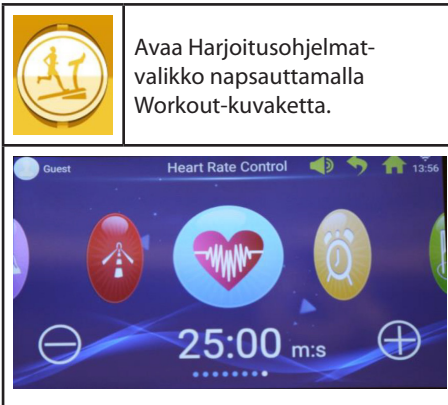 Avaa Harjoitusohjelmat-
valikko napsauttamalla
Workout-kuvaketta.
Guest
Heart Rate Control
13:56
25:00 m:s